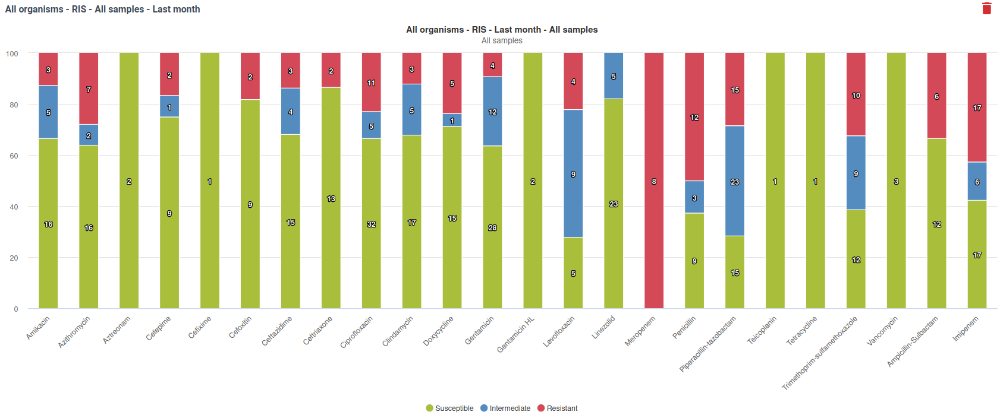 All organisms - RIS - All samples - Last month
All organisms - RIS - Last month - All samples
All samples
100
80
60
40
20
0
3 7 2 2 3 2 11 3 5 4 4 5 12 15 10 6 17
5 2 1 4 5 5 1 12 9 8 3 23 9 6
16 16 2 9 1 9 15 13 32 17 15 28 2 5 23 9 15 1 1 12 3 12 17
Amikacin
Azithromycin
Aztreonam
Cefepime
Cefixime
Cefoxitin
Ceftazidime
Ceftriaxone
Ciprofloxacin
Clindamycin
Doxycycline
Gentamicin
Gentamicin HL
Levofloxacin
Linezolid
Meropenem
Penicillin
Piperacillin-tazobactam
Teicoplanin
Tetracycline
Trimethoprim-sulfamethoxazole
Vancomycin
Ampicillin-Sulbactam
Imipenem
Susceptible Intermediate Resistant